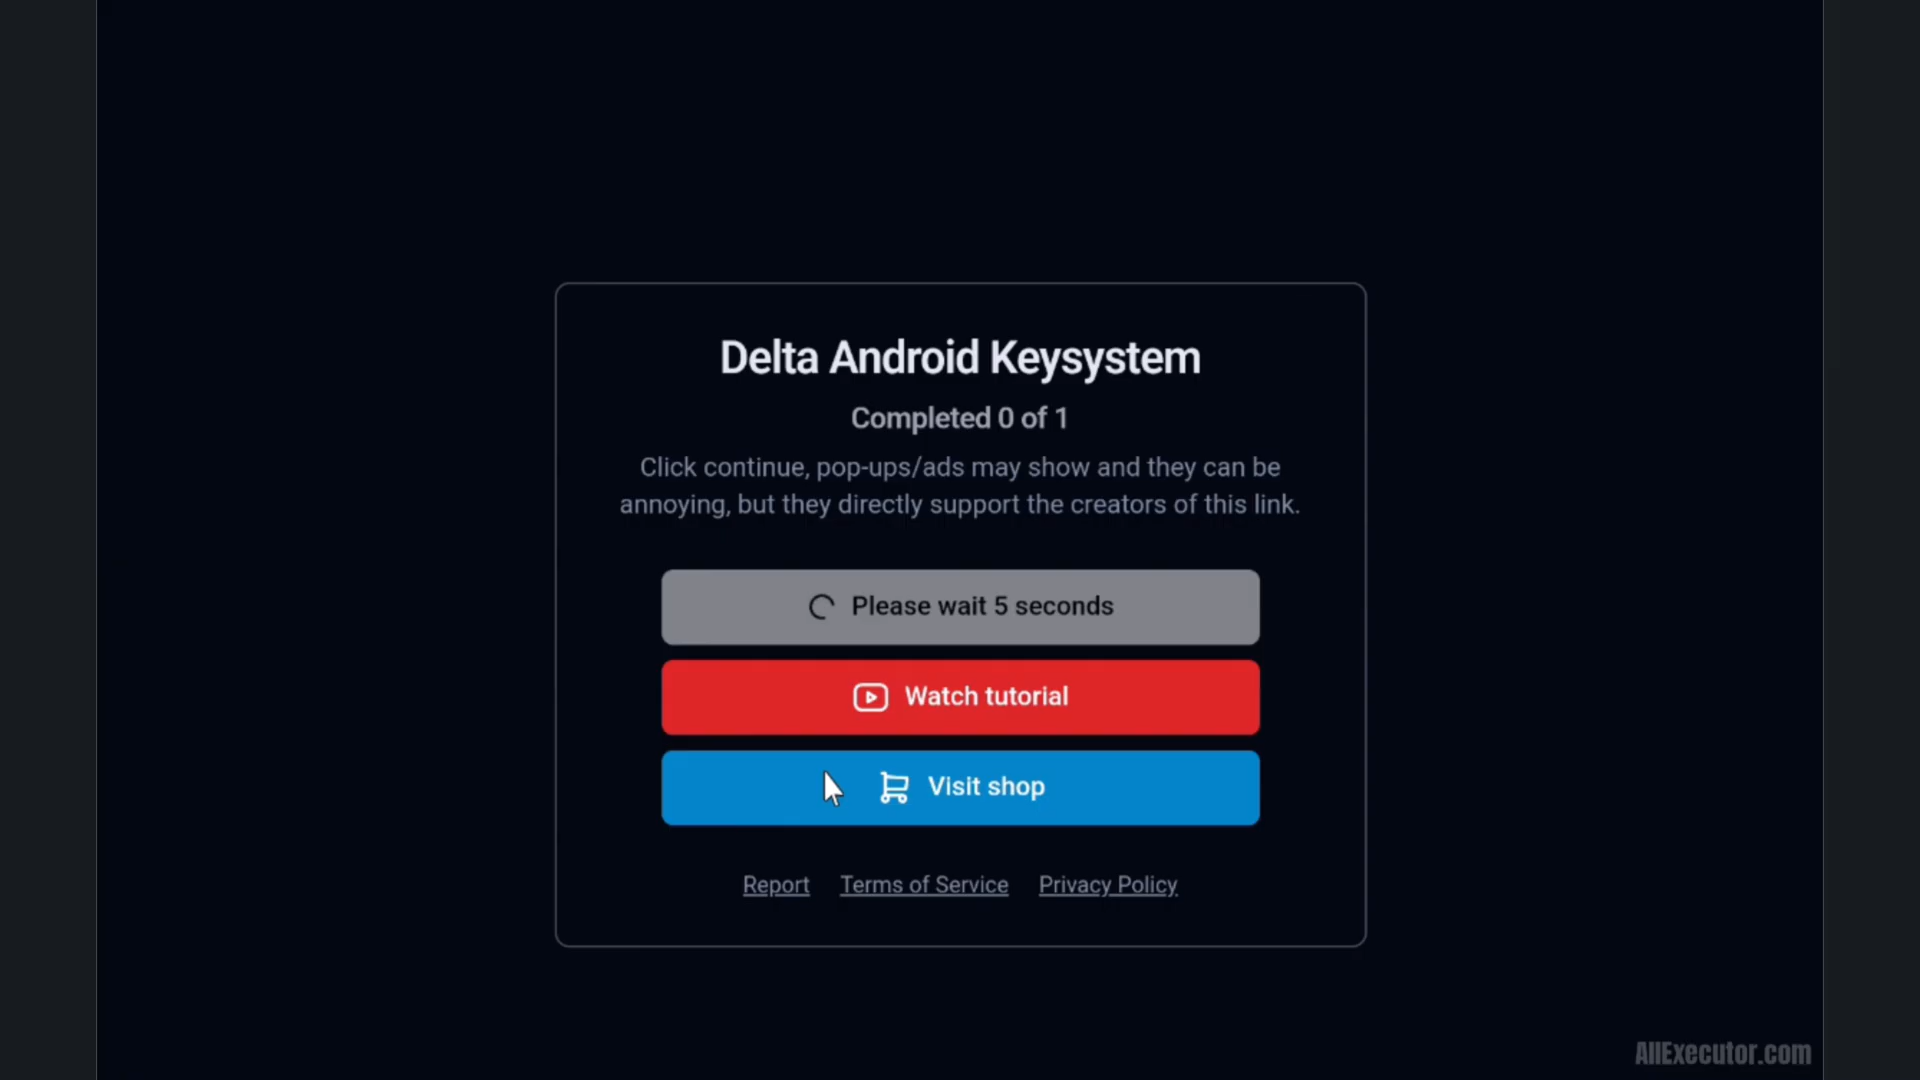 Delta Android Keysystem
Completed 0 of 1
Click continue, pop-ups/ads may show and they can be
annoying, but they directly support the creators of this link.
Please wait 5 seconds
Watch tutorial
Visit shop
Report Terms of Service Privacy Policy
AllExecutor.com